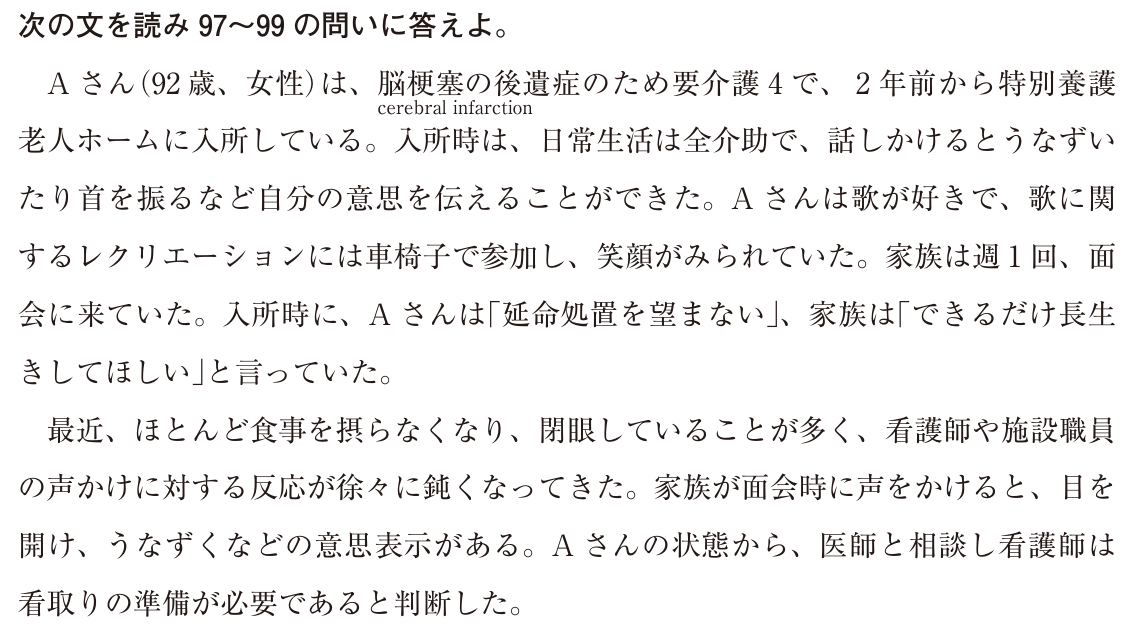 次の文を読み 97〜99 の問いに答えよ。
A さん(92 歳、女性)は、脳梗塞の後遺症のため要介護 4 で、2 年前から特別養護
cerebral infarction
老人ホームに入所している。入所時は、日常生活は全介助で、話しかけるとうなずい
たり首を振るなど自分の意思を伝えることができた。A さんは歌が好きで、歌に関
するレクリエーションには車椅子で参加し、笑顔がみられていた。家族は週 1 回、面
会に来ていた。入所時に、A さんは「延命処置を望まない」、家族は「できるだけ長生
きしてほしい」と言っていた。
最近、ほとんど食事を摂らなくなり、閉眼していることが多く、看護師や施設職員
の声かけに対する反応が徐々に鈍くなってきた。家族が面会時に声をかけると、目を
開け、うなずくなどの意思表示がある。A さんの状態から、医師と相談し看護師は
看取りの準備が必要であると判断した。